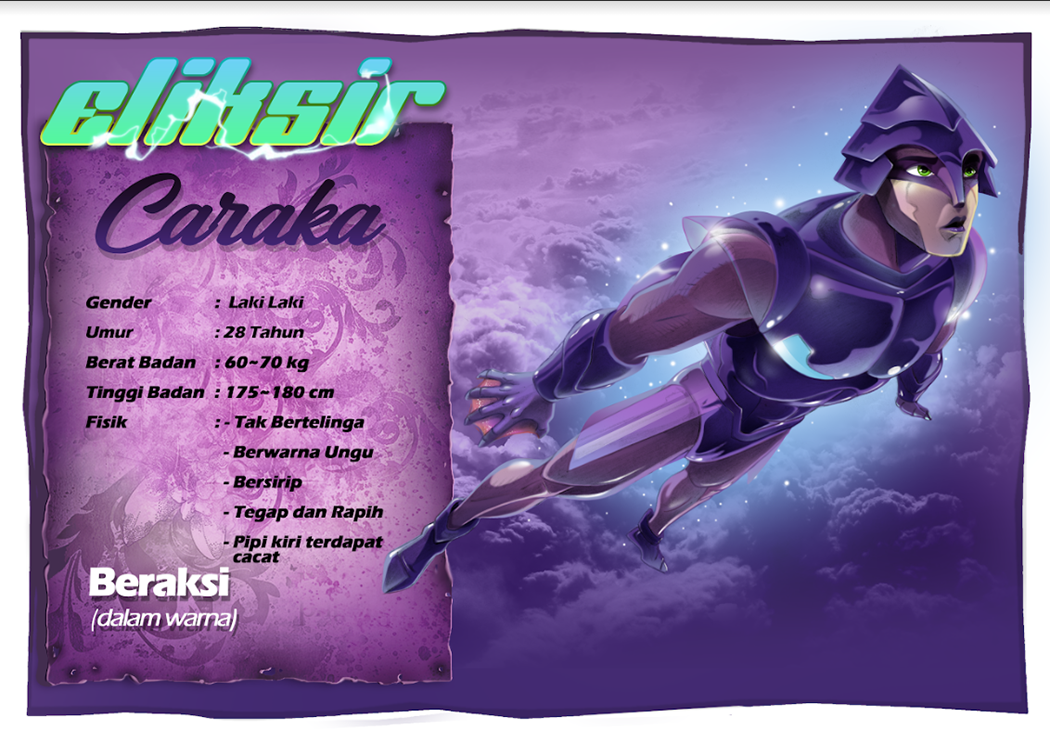 eliksir
Caraka
Gender : Laki Laki
Umur : 28 Tahun
Berat Badan : 60~70 kg
Tinggi Badan : 175~180 cm
Fisik : - Tak Bertelinga
- Berwarna Ungu
- Bersirip
- Tegap dan Rapih
- Pipi kiri terdapat
cacat
Beraksi
(dalam warna)